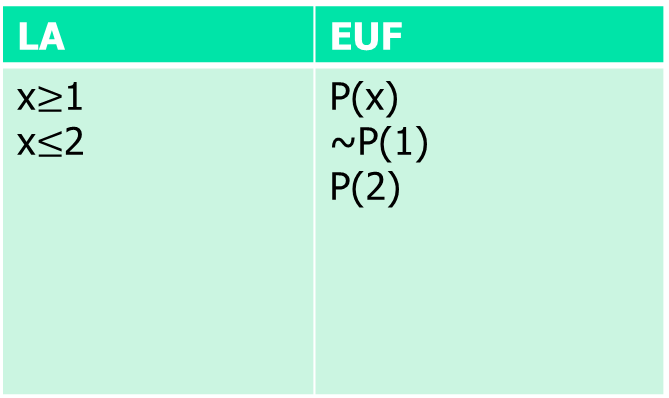 LA
EUF
x≥1
x≤2
P(x)
~P(1)
P(2)